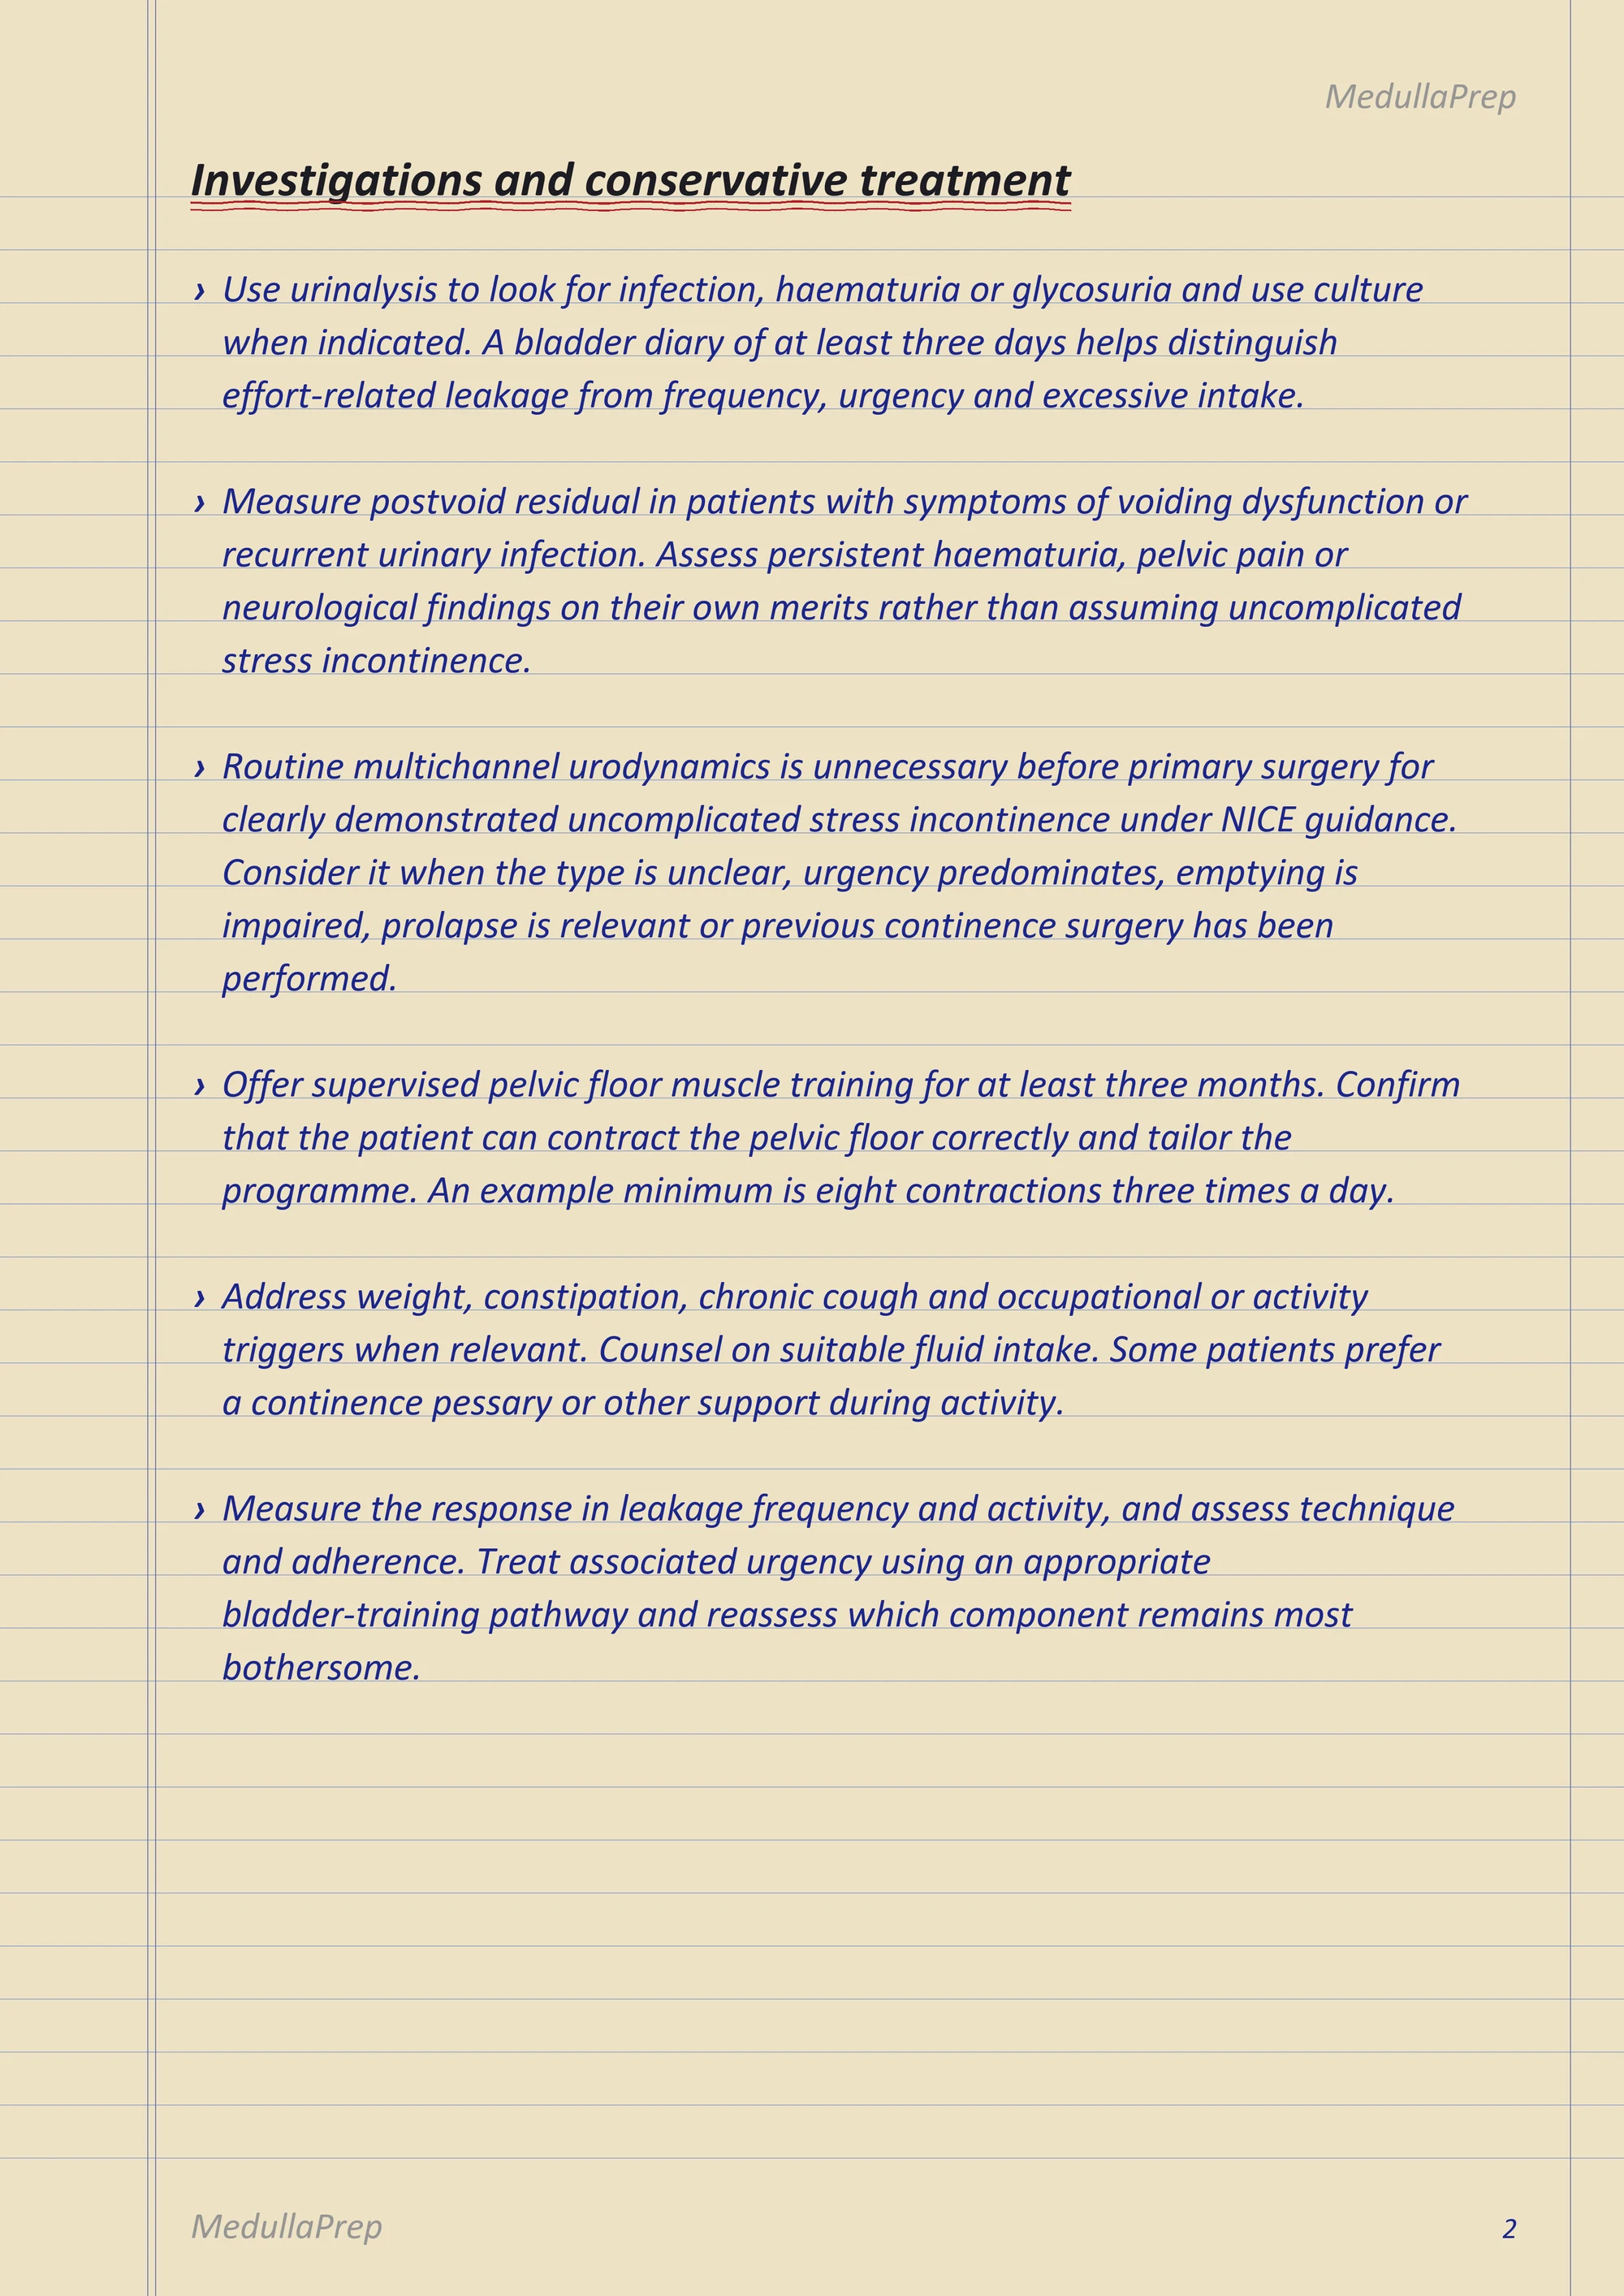 MedullaPrep
Investigations and conservative treatment
› Use urinalysis to look for infection, haematuria or glycosuria and use culture
when indicated. A bladder diary of at least three days helps distinguish
effort-related leakage from frequency, urgency and excessive intake.
› Measure postvoid residual in patients with symptoms of voiding dysfunction or
recurrent urinary infection. Assess persistent haematuria, pelvic pain or
neurological findings on their own merits rather than assuming uncomplicated
stress incontinence.
› Routine multichannel urodynamics is unnecessary before primary surgery for
clearly demonstrated uncomplicated stress incontinence under NICE guidance.
Consider it when the type is unclear, urgency predominates, emptying is
impaired, prolapse is relevant or previous continence surgery has been
performed.
› Offer supervised pelvic floor muscle training for at least three months. Confirm
that the patient can contract the pelvic floor correctly and tailor the
programme. An example minimum is eight contractions three times a day.
› Address weight, constipation, chronic cough and occupational or activity
triggers when relevant. Counsel on suitable fluid intake. Some patients prefer
a continence pessary or other support during activity.
› Measure the response in leakage frequency and activity, and assess technique
and adherence. Treat associated urgency using an appropriate
bladder-training pathway and reassess which component remains most
bothersome.
MedullaPrep
2